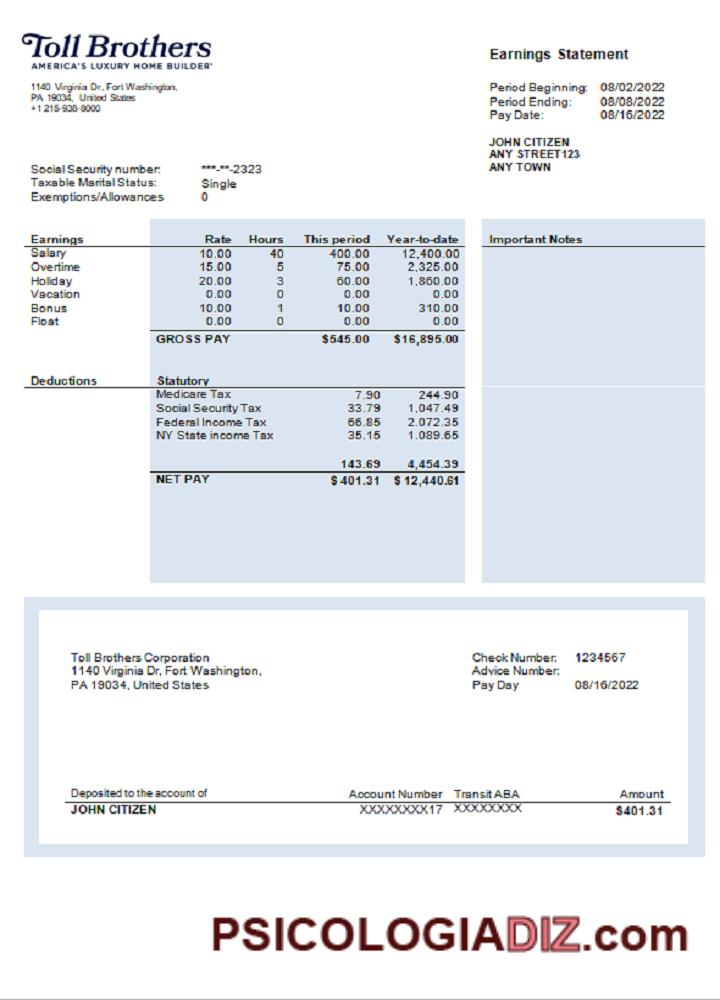 Toll Brothers
AMERICA'S LUXURY HOME BUILDER®
1140 Virginia Dr, Fort Washington,
PA 19034, United States
+1 215-938-8000
Earnings Statement
Period Beginning: 08/02/2022
Period Ending: 08/08/2022
Pay Date: 08/16/2022
JOHN CITIZEN
ANY STREET123
ANY TOWN
Social Security number: ***-**-2323
Taxable Marital Status: Single
Exemptions/Allowances 0
Earnings Rate Hours This period Year-to-date
Salary 10.00 40 400.00 12,400.00
Overtime 15.00 5 75.00 2,325.00
Holiday 20.00 3 60.00 1,860.00
Vacation 0.00 0 0.00 0.00
Bonus 10.00 1 10.00 310.00
Float 0.00 0 0.00 0.00
GROSS PAY $545.00 $16,895.00
Important Notes
Deductions Statutory
Medicare Tax 7.90 244.90
Social Security Tax 33.79 1,047.49
Federal Income Tax 66.85 2,072.35
NY State income Tax 35.15 1,089.65
143.69 4,454.39
NET PAY $ 401.31 $ 12,440.61
Toll Brothers Corporation
1140 Virginia Dr, Fort Washington,
PA 19034, United States
Check Number: 1234567
Advice Number:
Pay Day 08/16/2022
Deposited to the account of Account Number Transit ABA Amount
JOHN CITIZEN XXXXXXXX17 XXXXXXXX $401.31
PSICOLOGIADIZ.com